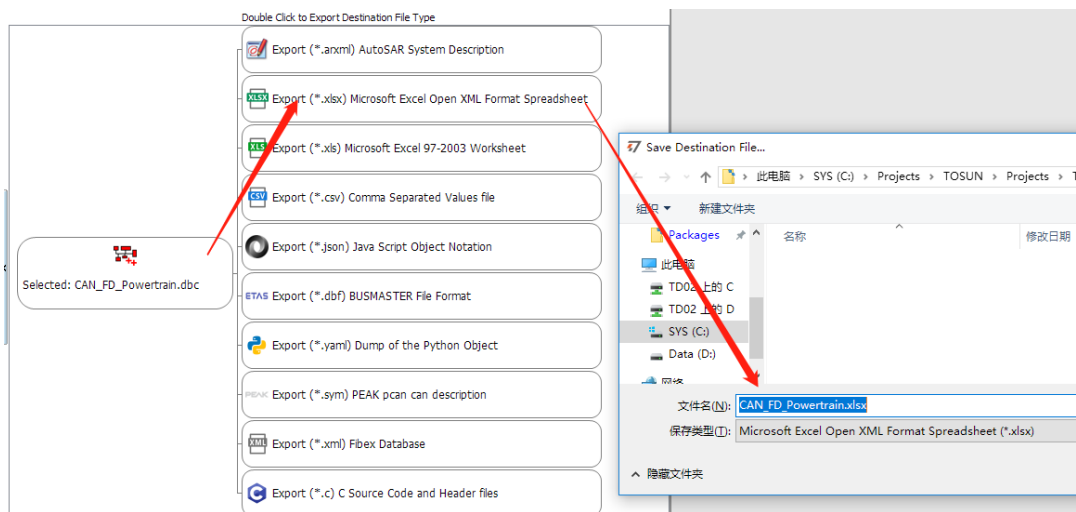 Double Click to Export Destination File Type
Export (*.arxml) AutoSAR System Description
XLSX Export (*.xlsx) Microsoft Excel Open XML Format Spreadsheet
XLS Export (*.xls) Microsoft Excel 97-2003 Worksheet
CSV Export (*.csv) Comma Separated Values file
Export (*.json) Java Script Object Notation
Selected: CAN_FD_Powertrain.dbc
ETAS Export (*.dbf) BUSMASTER File Format
Export (*.yaml) Dump of the Python Object
PEAK Export (*.sym) PEAK pcan can description
XML Export (*.xml) Fibex Database
C Export (*.c) C Source Code and Header files
Save Destination File...
此电脑 › SYS (C:) › Projects › TOSUN › Projects › T
组织 新建文件夹
Packages
名称 修改日期
此电脑
TD02 上的 C
TD02 上的 D
SYS (C:)
Data (D:)
网络
文件名(N): CAN_FD_Powertrain.xlsx
保存类型(T): Microsoft Excel Open XML Format Spreadsheet (*.xlsx)
隐藏文件夹